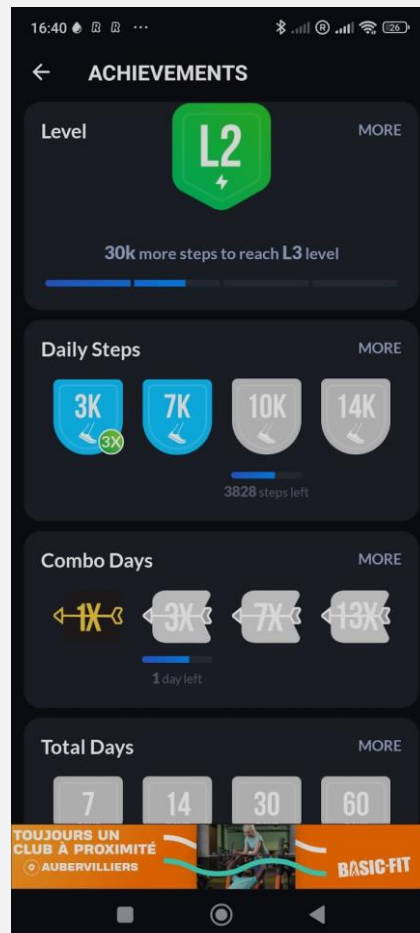 16:40 ... 26
ACHIEVEMENTS
Level MORE
L2
30k more steps to reach L3 level
Daily Steps MORE
3K 7K 10K 14K
3X
3828 steps left
Combo Days MORE
1X 3X 7X 13X
1 day left
Total Days MORE
7 14 30 60
TOUJOURS UN
CLUB À PROXIMITÉ
AUBERVILLIERS
BASIC-FIT